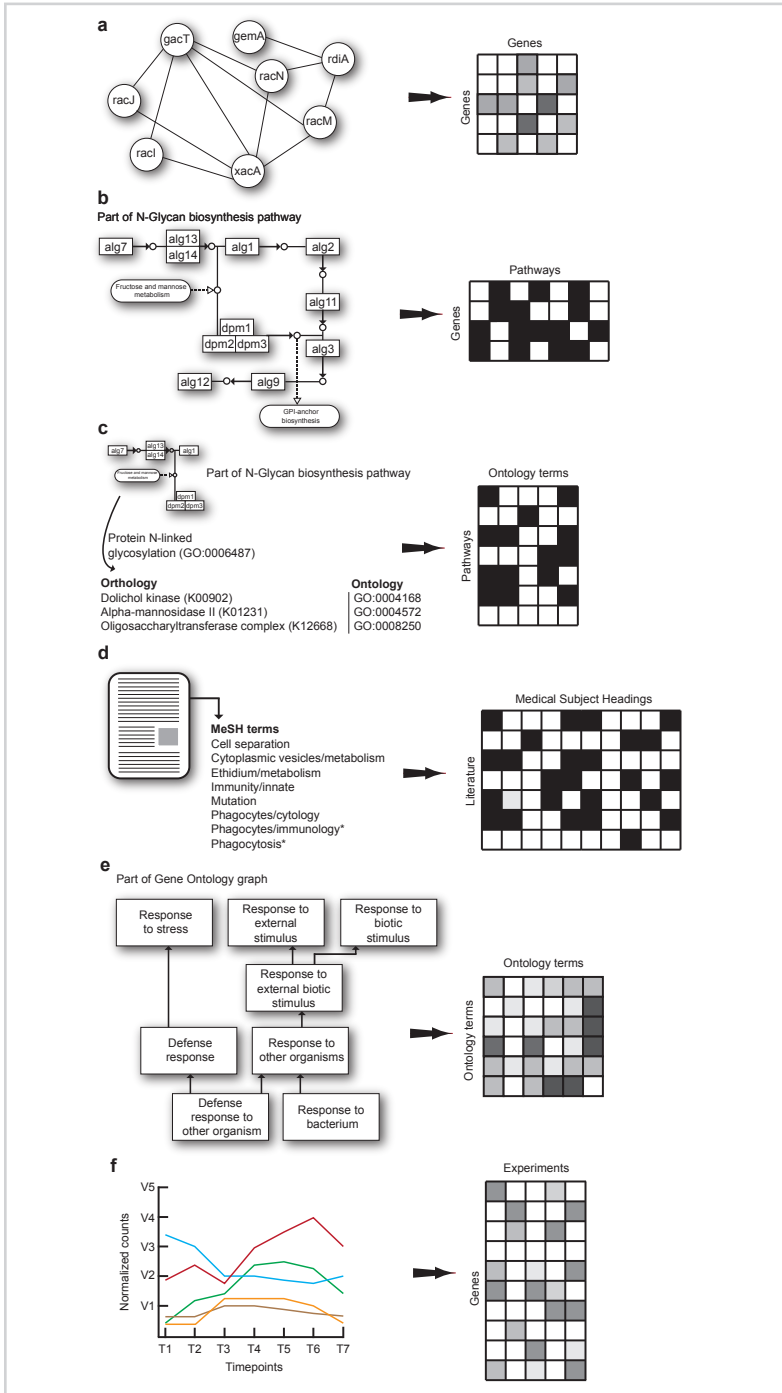 a
gacT
gemA
rdiA
racN
racJ
racM
racI
xacA
Genes
Genes
b
Part of N-Glycan biosynthesis pathway
alg7
alg13
alg14
alg1
alg2
Fructose and mannose
metabolism
alg11
dpm1
dpm2
dpm3
alg3
alg12
alg9
GPI-anchor
biosynthesis
Pathways
Genes
c
alg7
alg13
alg14
alg1
Fructose and mannose
metabolism
dpm1
dpm2
dpm3
Part of N-Glycan biosynthesis pathway
Protein N-linked
glycosylation (GO:0006487)
Orthology Ontology
Dolichol kinase (K00902) GO:0004168
Alpha-mannosidase II (K01231) GO:0004572
Oligosaccharyltransferase complex (K12668) GO:0008250
Ontology terms
Pathways
d
MeSH terms
Cell separation
Cytoplasmic vesicles/metabolism
Ethidium/metabolism
Immunity/innate
Mutation
Phagocytes/cytology
Phagocytes/immunology*
Phagocytosis*
Medical Subject Headings
Literature
e
Part of Gene Ontology graph
Response
to stress
Response to
external
stimulus
Response to
biotic
stimulus
Response to
external biotic
stimulus
Defense
response
Response to
other organisms
Defense
response to
other organism
Response to
bacterium
Ontology terms
Ontology terms
f
V5
V4
V3
V2
V1
Normalized counts
T1 T2 T3 T4 T5 T6 T7
Timepoints
Experiments
Genes